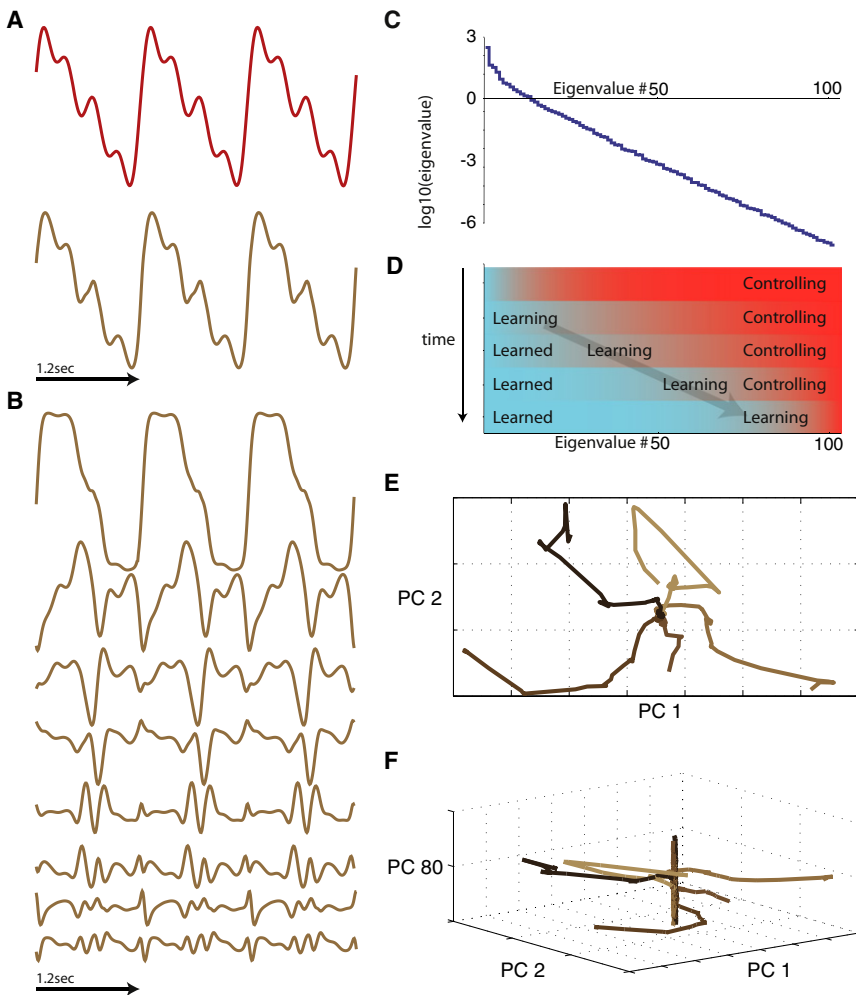 A
1.2sec
B
1.2sec
C
3
0
-3
-6
log10(eigenvalue)
Eigenvalue #50
100
D
time
Controlling
Learning Controlling
Learned Learning Controlling
Learned Learning Controlling
Learned Learning
Eigenvalue #50
100
E
PC 2
PC 1
F
PC 80
PC 2
PC 1